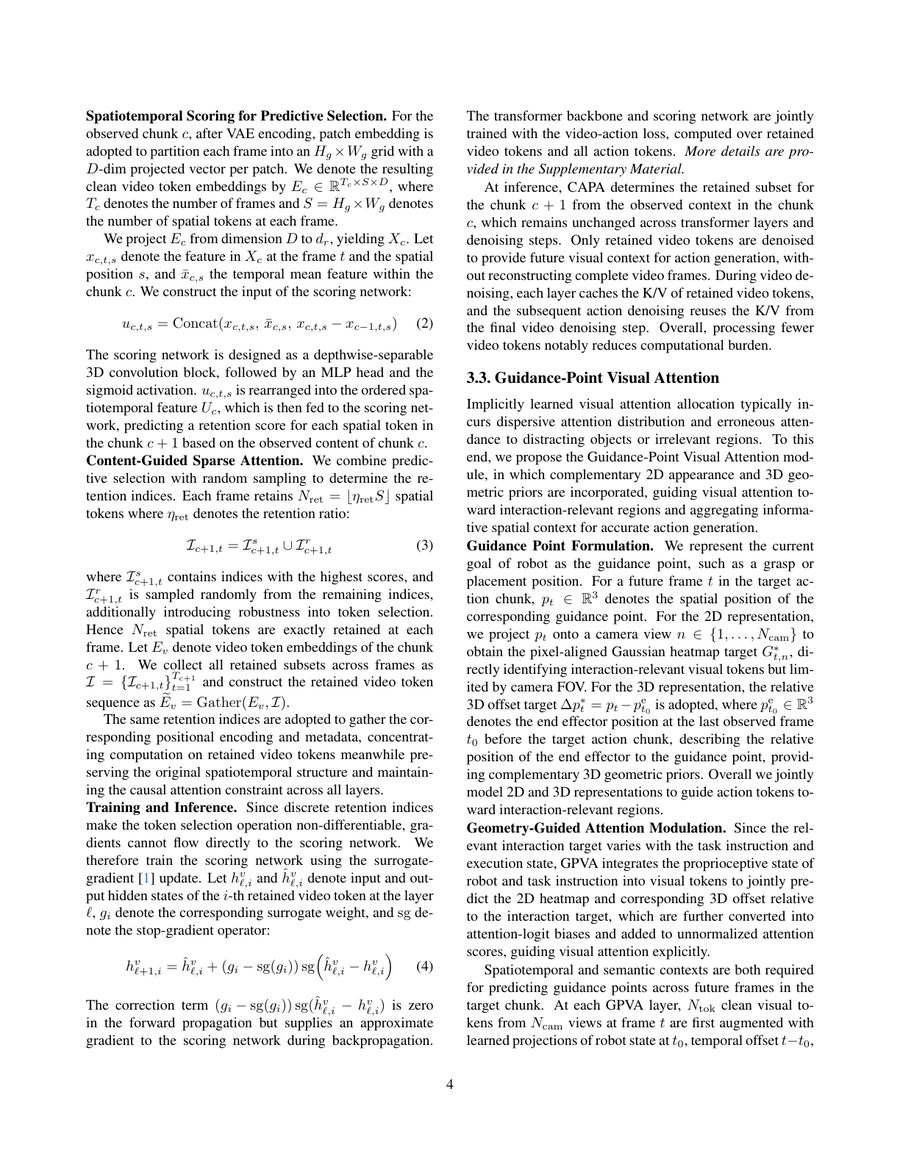 Spatiotemporal Scoring for Predictive Selection. For the
observed chunk c, after VAE encoding, patch embedding is
adopted to partition each frame into an H_g × W_g grid with a
D-dim projected vector per patch. We denote the resulting
clean video token embeddings by E_c ∈ ℝ^{T_c×S×D}, where
T_c denotes the number of frames and S = H_g × W_g denotes
the number of spatial tokens at each frame.
We project E_c from dimension D to d_r, yielding X_c. Let
x_{c,t,s} denote the feature in X_c at the frame t and the spatial
position s, and x̄_{c,s} the temporal mean feature within the
chunk c. We construct the input of the scoring network:
u_{c,t,s} = Concat(x_{c,t,s}, x̄_{c,s}, x_{c,t,s} − x_{c−1,t,s}) (2)
The scoring network is designed as a depthwise-separable
3D convolution block, followed by an MLP head and the
sigmoid activation. u_{c,t,s} is rearranged into the ordered spa-
tiotemporal feature U_c, which is then fed to the scoring net-
work, predicting a retention score for each spatial token in
the chunk c + 1 based on the observed content of chunk c.
Content-Guided Sparse Attention. We combine predic-
tive selection with random sampling to determine the re-
tention indices. Each frame retains N_ret = ⌊η_ret S⌋ spatial
tokens where η_ret denotes the retention ratio:
I_{c+1,t} = I^s_{c+1,t} ∪ I^r_{c+1,t} (3)
where I^s_{c+1,t} contains indices with the highest scores, and
I^r_{c+1,t} is sampled randomly from the remaining indices,
additionally introducing robustness into token selection.
Hence N_ret spatial tokens are exactly retained at each
frame. Let E_v denote video token embeddings of the chunk
c + 1. We collect all retained subsets across frames as
I = {I_{c+1,t}}_{t=1}^{T_{c+1}} and construct the retained video token
sequence as Ẽ_v = Gather(E_v, I).
The same retention indices are adopted to gather the cor-
responding positional encoding and metadata, concentrat-
ing computation on retained video tokens meanwhile pre-
serving the original spatiotemporal structure and maintain-
ing the causal attention constraint across all layers.
Training and Inference. Since discrete retention indices
make the token selection operation non-differentiable, gra-
dients cannot flow directly to the scoring network. We
therefore train the scoring network using the surrogate-
gradient [1] update. Let h^v_{ℓ,i} and ĥ^v_{ℓ,i} denote input and out-
put hidden states of the i-th retained video token at the layer
ℓ, g_i denote the corresponding surrogate weight, and sg de-
note the stop-gradient operator:
h^v_{ℓ+1,i} = ĥ^v_{ℓ,i} + (g_i − sg(g_i)) sg(ĥ^v_{ℓ,i} − h^v_{ℓ,i}) (4)
The correction term (g_i − sg(g_i)) sg(ĥ^v_{ℓ,i} − h^v_{ℓ,i}) is zero
in the forward propagation but supplies an approximate
gradient to the scoring network during backpropagation.
The transformer backbone and scoring network are jointly
trained with the video-action loss, computed over retained
video tokens and all action tokens. More details are pro-
vided in the Supplementary Material.
At inference, CAPA determines the retained subset for
the chunk c + 1 from the observed context in the chunk
c, which remains unchanged across transformer layers and
denoising steps. Only retained video tokens are denoised
to provide future visual context for action generation, with-
out reconstructing complete video frames. During video de-
noising, each layer caches the K/V of retained video tokens,
and the subsequent action denoising reuses the K/V from
the final video denoising step. Overall, processing fewer
video tokens notably reduces computational burden.
3.3. Guidance-Point Visual Attention
Implicitly learned visual attention allocation typically in-
curs dispersive attention distribution and erroneous atten-
dance to distracting objects or irrelevant regions. To this
end, we propose the Guidance-Point Visual Attention mod-
ule, in which complementary 2D appearance and 3D geo-
metric priors are incorporated, guiding visual attention to-
ward interaction-relevant regions and aggregating informa-
tive spatial context for accurate action generation.
Guidance Point Formulation. We represent the current
goal of robot as the guidance point, such as a grasp or
placement position. For a future frame t in the target ac-
tion chunk, p_t ∈ ℝ^3 denotes the spatial position of the
corresponding guidance point. For the 2D representation,
we project p_t onto a camera view n ∈ {1, . . . , N_cam} to
obtain the pixel-aligned Gaussian heatmap target G^*_{t,n}, di-
rectly identifying interaction-relevant visual tokens but lim-
ited by camera FOV. For the 3D representation, the relative
3D offset target Δp^*_t = p_t − p^e_{t_0} is adopted, where p^e_{t_0} ∈ ℝ^3
denotes the end effector position at the last observed frame
t_0 before the target action chunk, describing the relative
position of the end effector to the guidance point, provid-
ing complementary 3D geometric priors. Overall we jointly
model 2D and 3D representations to guide action tokens to-
ward interaction-relevant regions.
Geometry-Guided Attention Modulation. Since the rel-
evant interaction target varies with the task instruction and
execution state, GPVA integrates the proprioceptive state of
robot and task instruction into visual tokens to jointly pre-
dict the 2D heatmap and corresponding 3D offset relative
to the interaction target, which are further converted into
attention-logit biases and added to unnormalized attention
scores, guiding visual attention explicitly.
Spatiotemporal and semantic contexts are both required
for predicting guidance points across future frames in the
target chunk. At each GPVA layer, N_tok clean visual to-
kens from N_cam views at frame t are first augmented with
learned projections of robot state at t_0, temporal offset t−t_0,
4